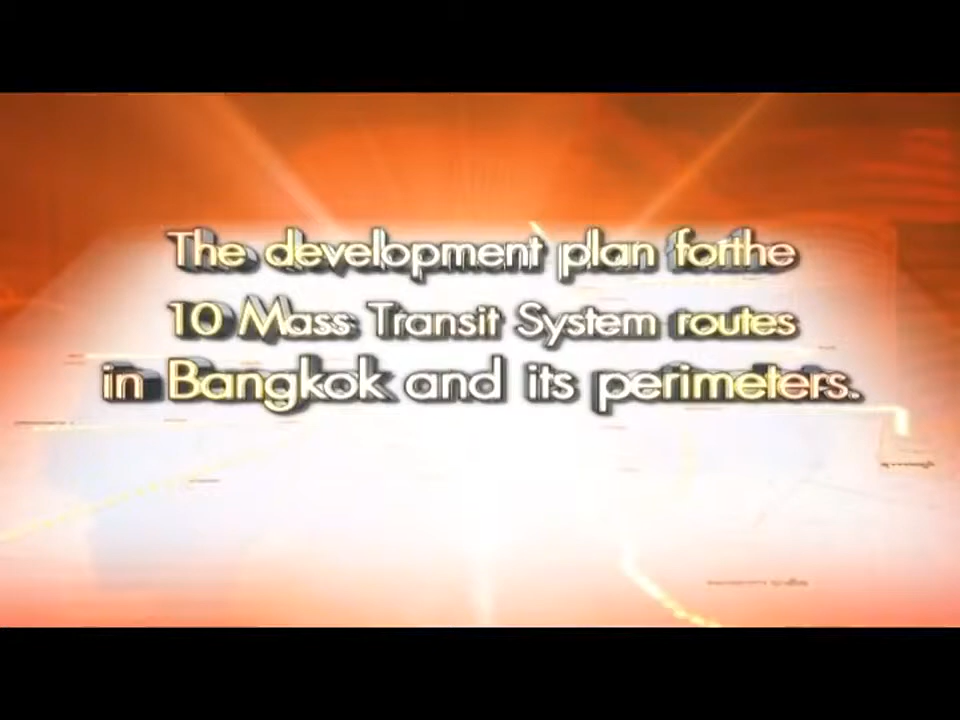 The development plan forthe
10 Mass Transit System routes
in Bangkok and its perimeters.